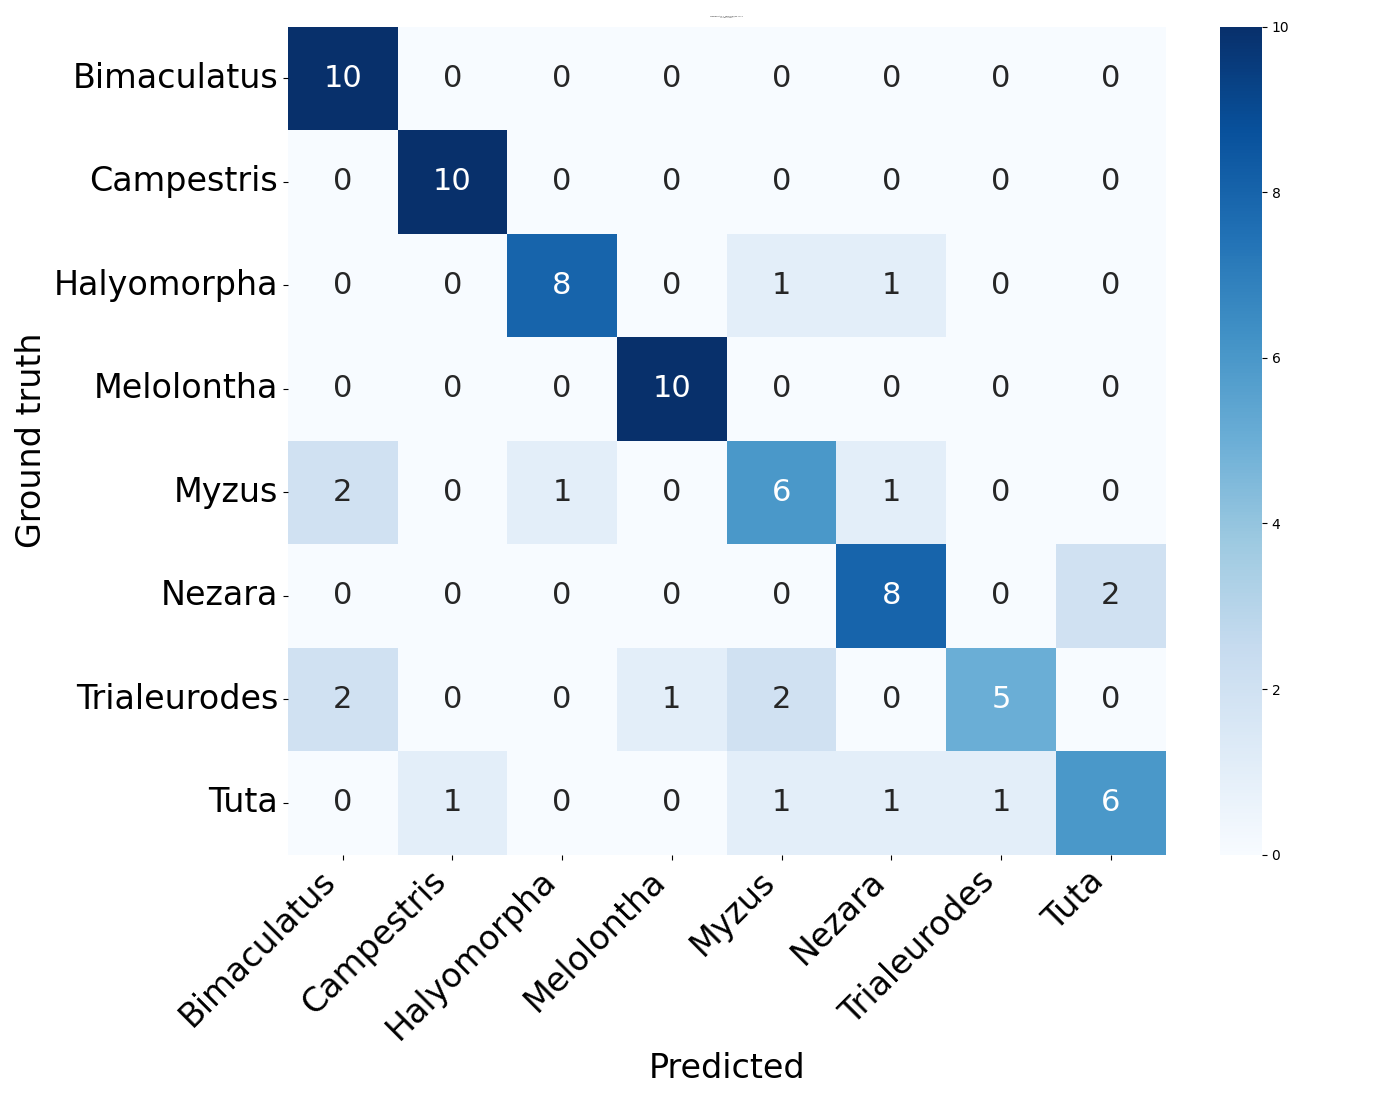 Bimaculatus 10 0 0 0 0 0 0 0
Campestris 0 10 0 0 0 0 0 0
Halyomorpha 0 0 8 0 1 1 0 0
Melolontha 0 0 0 10 0 0 0 0
Myzus 2 0 1 0 6 1 0 0
Nezara 0 0 0 0 0 8 0 2
Trialeurodes 2 0 0 1 2 0 5 0
Tuta 0 1 0 0 1 1 1 6
Ground truth
Bimaculatus Campestris Halyomorpha Melolontha Myzus Nezara Trialeurodes Tuta
Predicted
10
8
6
4
2
0